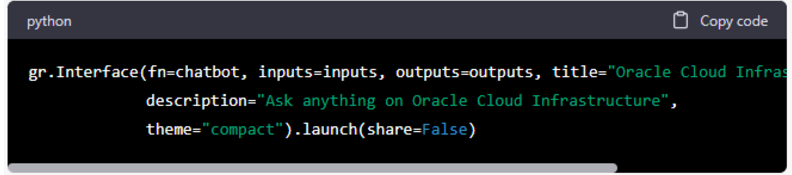 python Copy code
gr.Interface(fn=chatbot, inputs=inputs, outputs=outputs, title="Oracle Cloud Infras
description="Ask anything on Oracle Cloud Infrastructure",
theme="compact").launch(share=False)